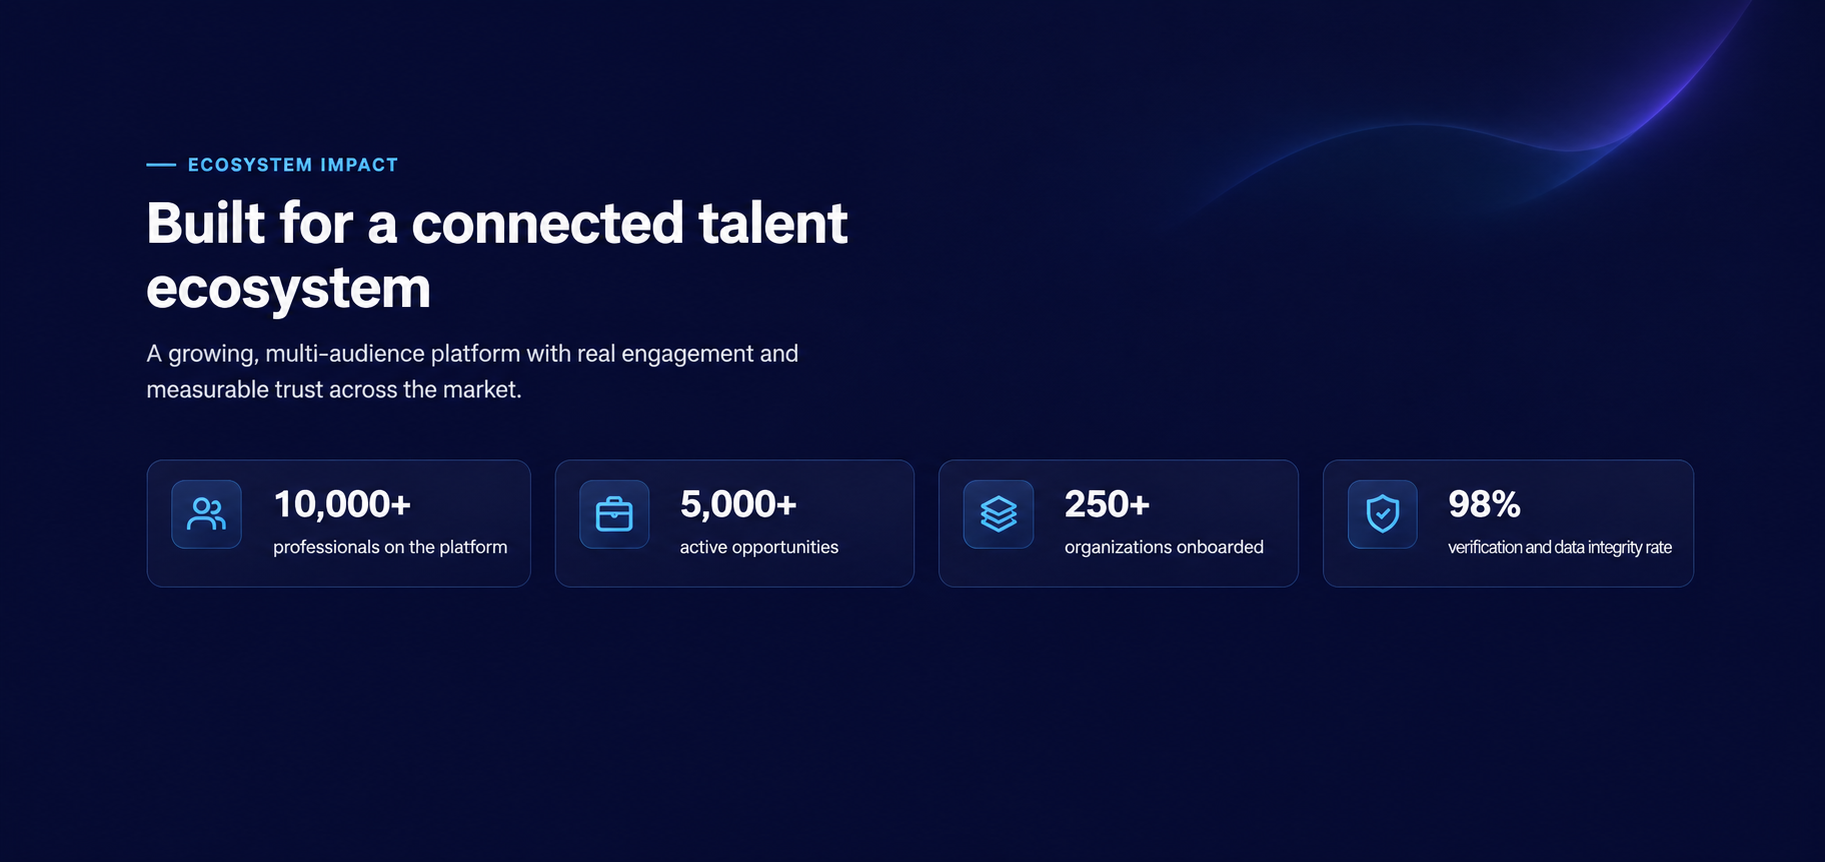 ECOSYSTEM IMPACT
Built for a connected talent
ecosystem
A growing, multi-audience platform with real engagement and
measurable trust across the market.
10,000+
professionals on the platform
5,000+
active opportunities
250+
organizations onboarded
98%
verification and data integrity rate